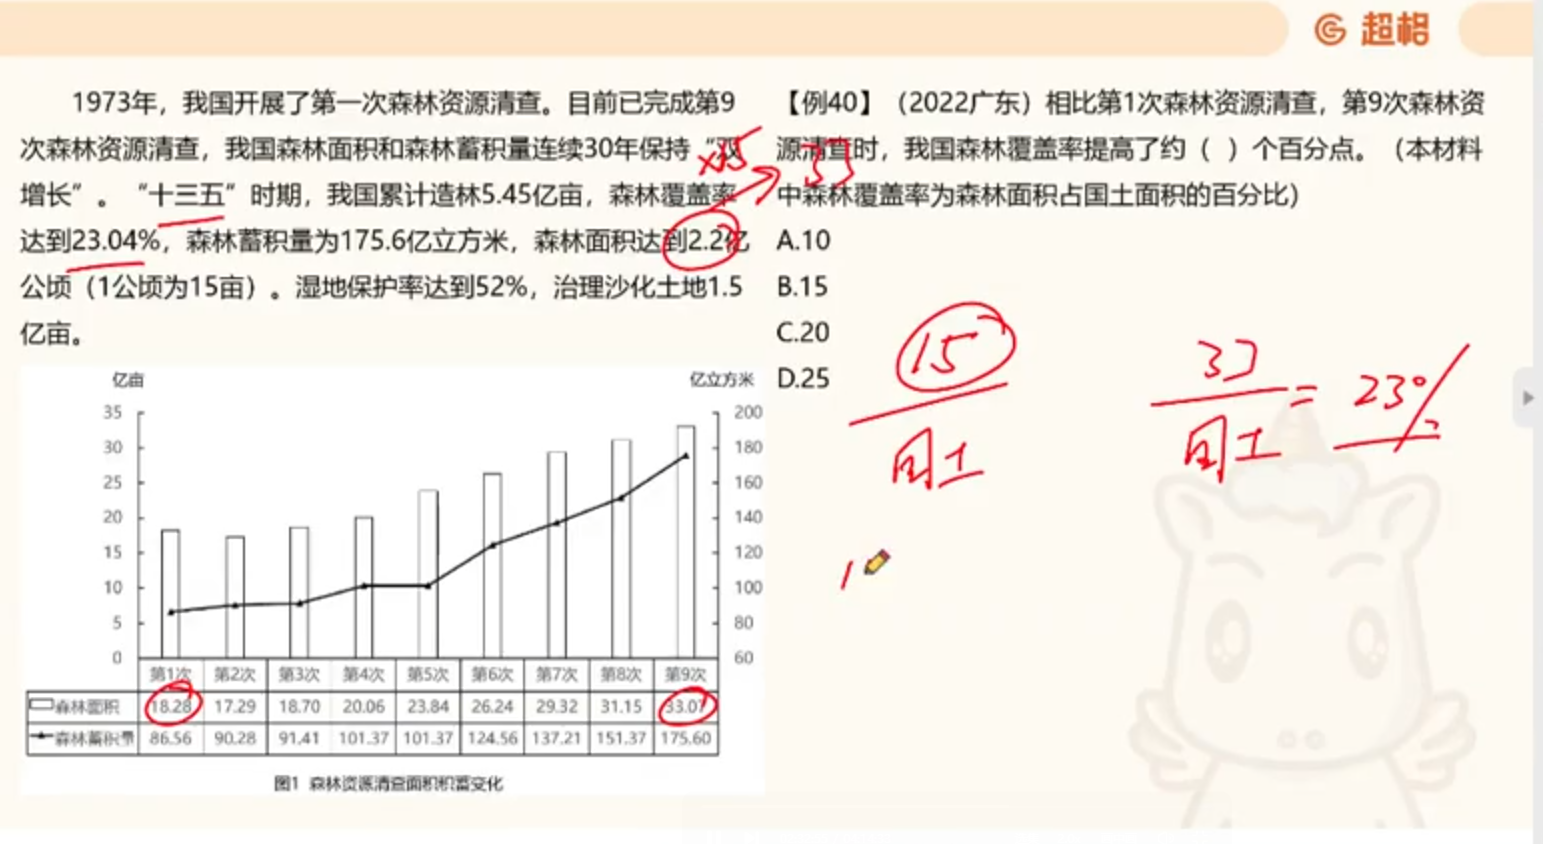 超格
1973年，我国开展了第一次森林资源清查。目前已完成第9
次森林资源清查，我国森林面积和森林蓄积量连续30年保持“双
增长”。“十三五”时期，我国累计造林5.45亿亩，森林覆盖率
达到23.04%，森林蓄积量为175.6亿立方米，森林面积达到2.2亿
公顷（1公顷为15亩）。湿地保护率达到52%，治理沙化土地1.5
亿亩。
×15
33
亿亩 亿立方米
35 200
30 180
25 160
20 140
15 120
10 100
5 80
0 60
第1次 第2次 第3次 第4次 第5次 第6次 第7次 第8次 第9次
森林面积 18.28 17.29 18.70 20.06 23.84 26.24 29.32 31.15 33.07
森林蓄积量 86.56 90.28 91.41 101.37 101.37 124.56 137.21 151.37 175.60
图1 森林资源清查面积积蓄变化
【例40】（2022广东）相比第1次森林资源清查，第9次森林资
源清查时，我国森林覆盖率提高了约（ ）个百分点。（本材料
中森林覆盖率为森林面积占国土面积的百分比）
A.10
B.15
C.20
D.25
15
国土
33
国土
= 23%